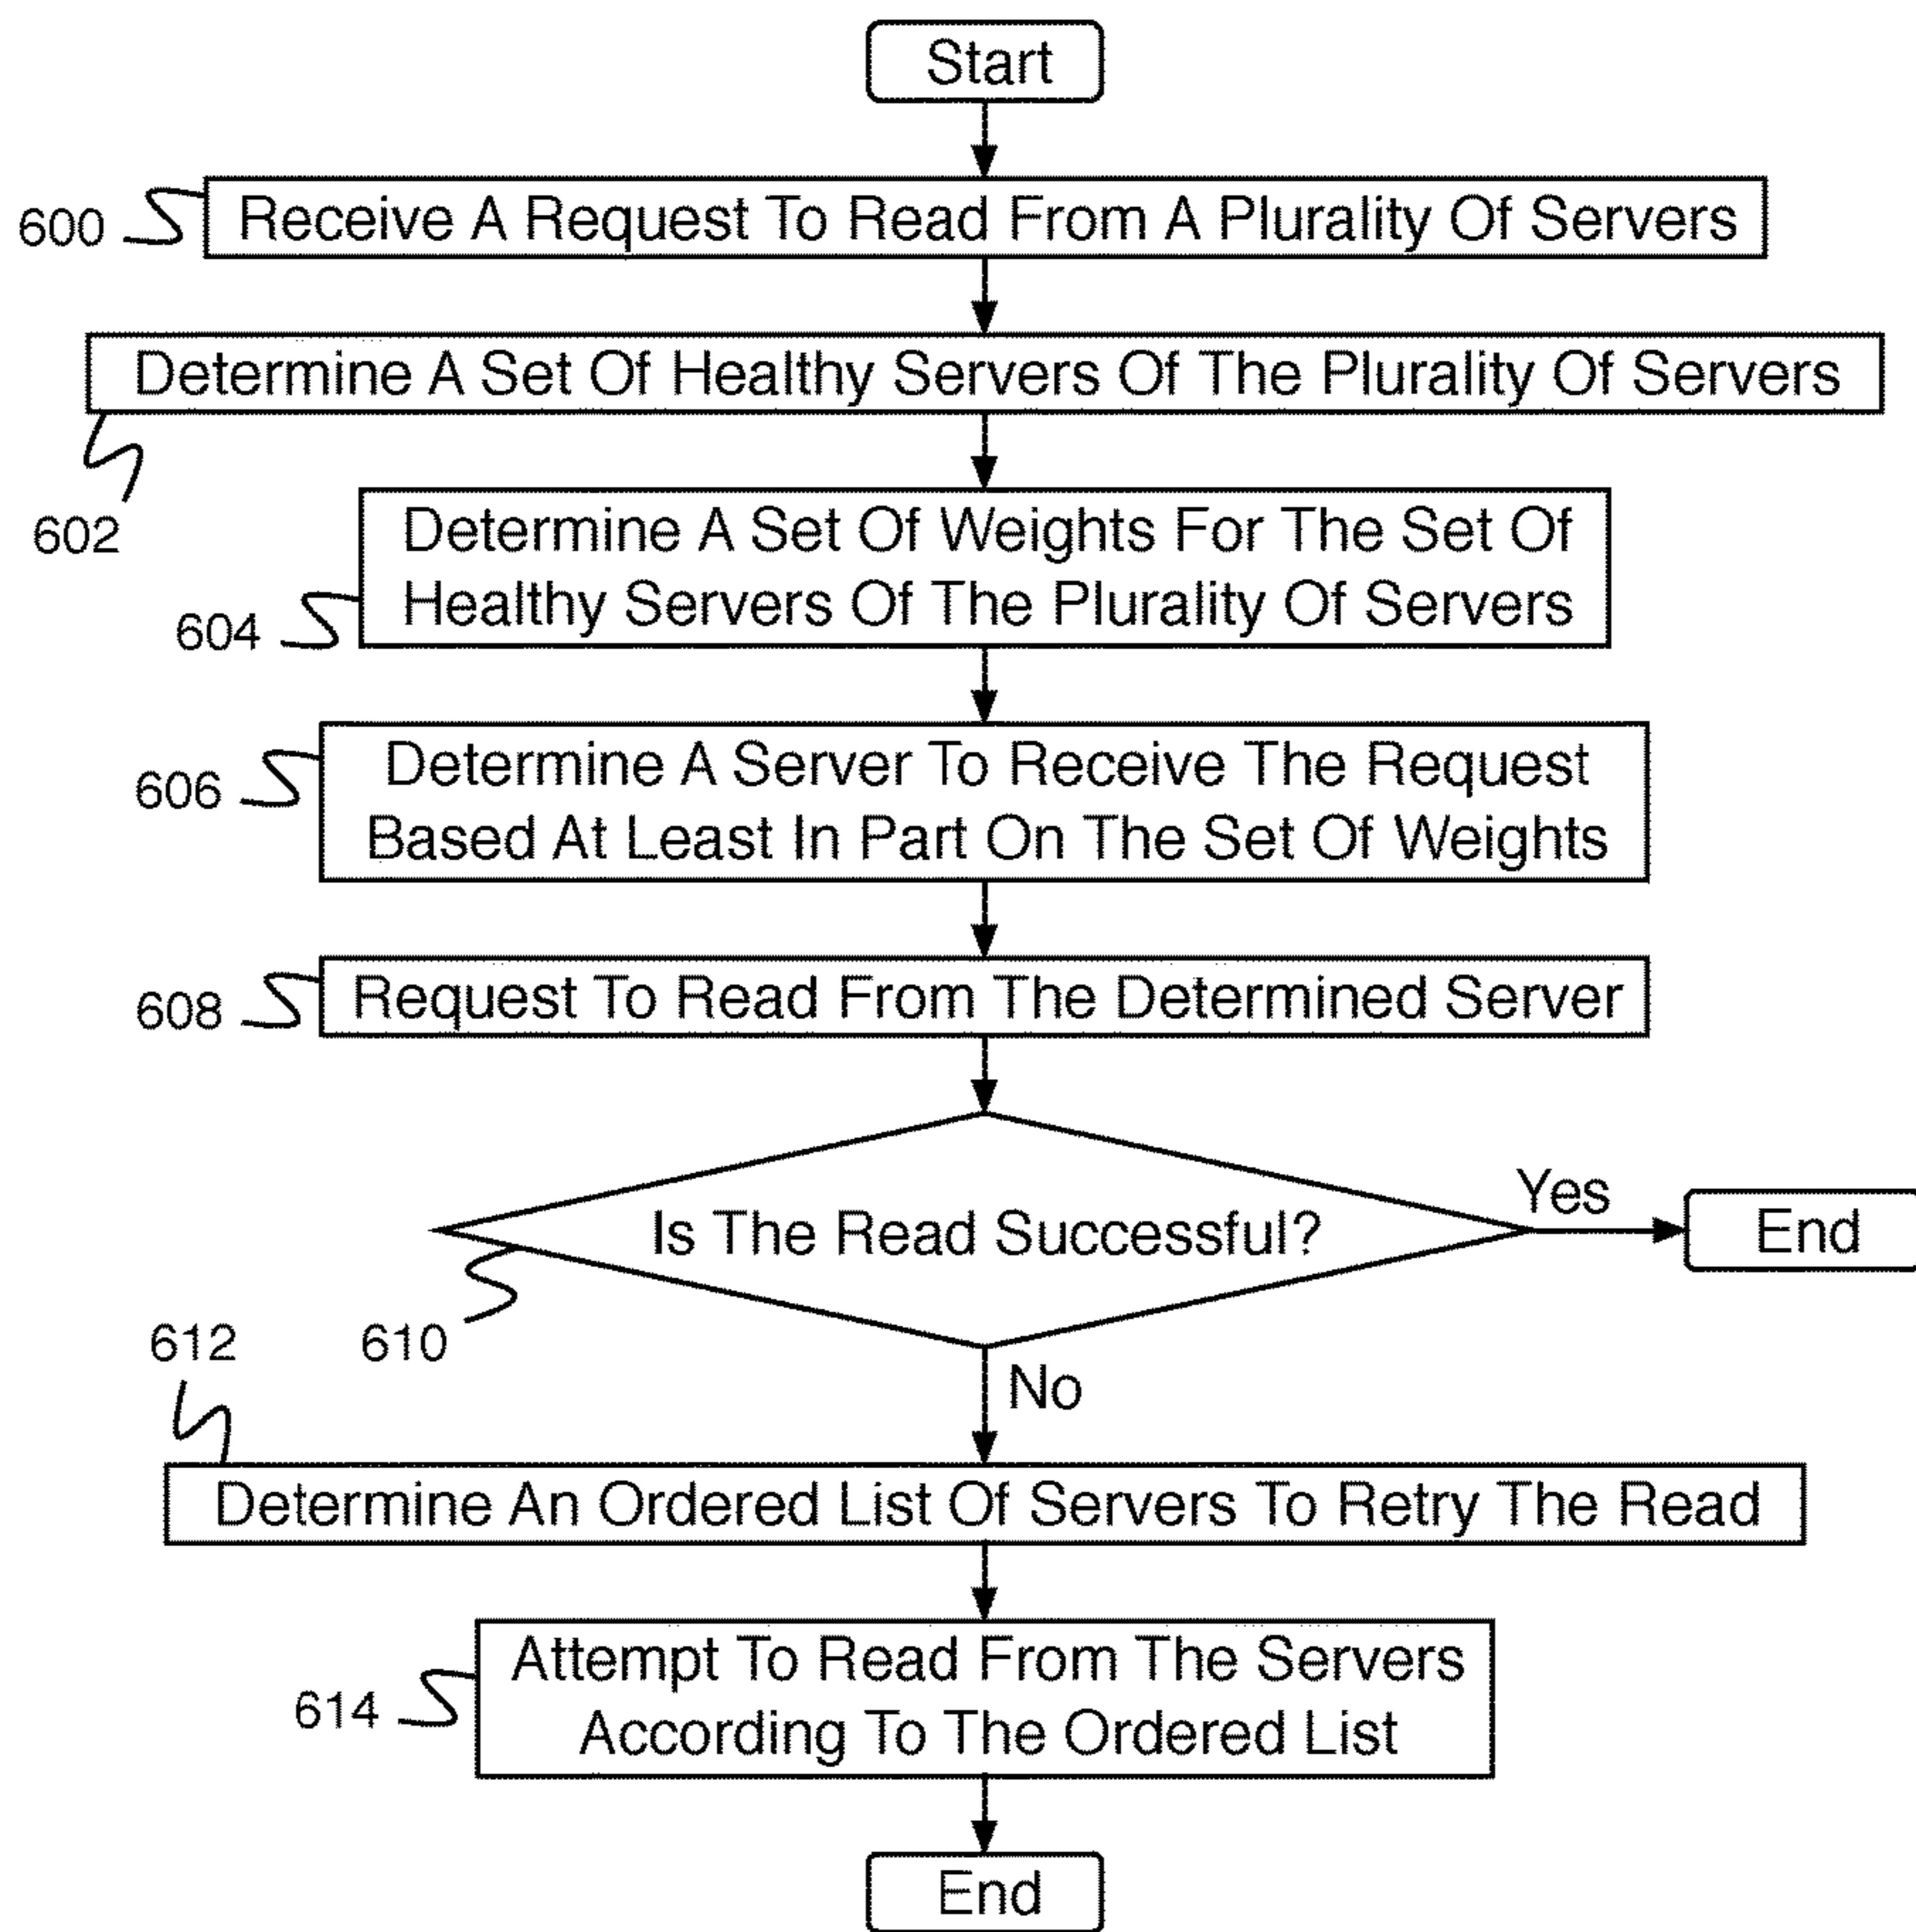 Start
600
Receive A Request To Read From A Plurality Of Servers
Determine A Set Of Healthy Servers Of The Plurality Of Servers
602
Determine A Set Of Weights For The Set Of
Healthy Servers Of The Plurality Of Servers
604
Determine A Server To Receive The Request
606
Based At Least In Part On The Set Of Weights
608
Request To Read From The Determined Server
Is The Read Successful?
Yes
End
610
No
612
Determine An Ordered List Of Servers To Retry The Read
Attempt To Read From The Servers
According To The Ordered List
614
End